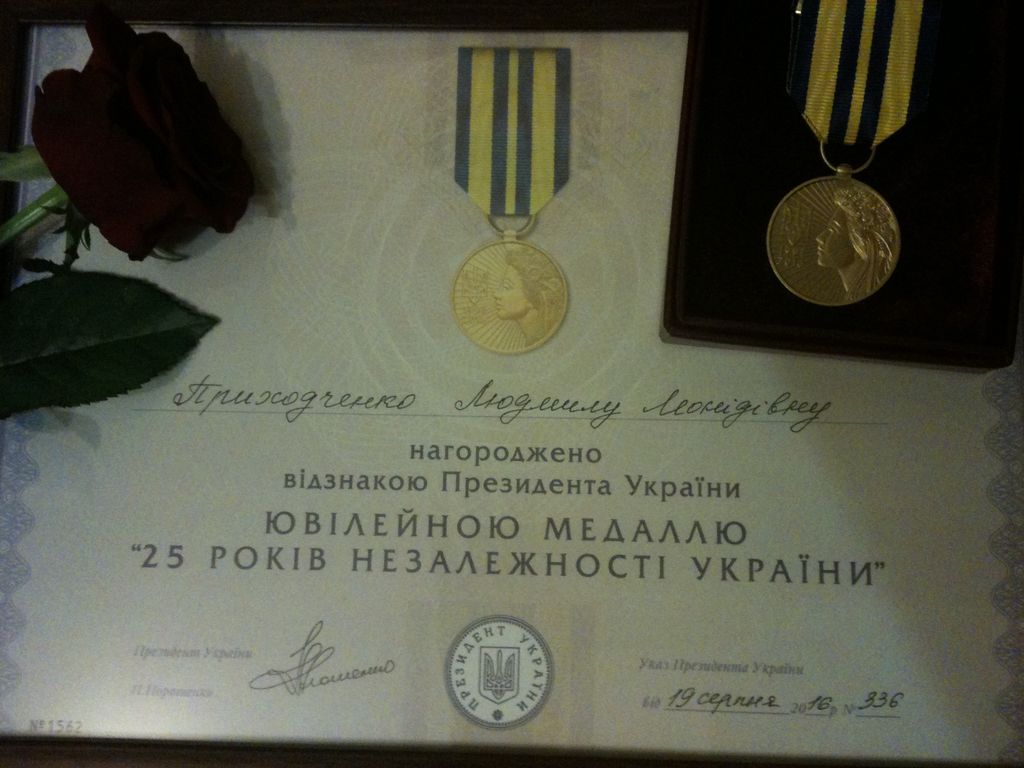 Приходченко Людмилу Леонідівну
нагороджено
відзнакою Президента України
ЮВІЛЕЙНОЮ МЕДАЛЛЮ
“25 РОКІВ НЕЗАЛЕЖНОСТІ УКРАЇНИ”
Президент України
П.Порошенко
ПРЕЗИДЕНТ УКРАЇНИ
Указ Президента України
від 19 серпня 2016 р. № 336
№1562